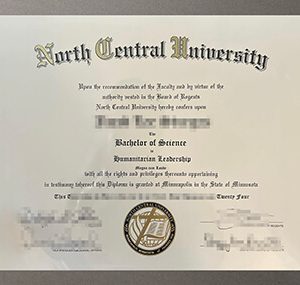 North Central University
Upon the recommendation of the Faculty and by virtue of the
authority vested in the Board of Regents
North Central University hereby confers upon
The
Bachelor of Science
in
Humanitarian Leadership
Magna cum Laude
with all the rights and privileges thereunto appertaining
in testimony whereof this Diploma is granted at Minneapolis in the State of Minnesota
This
Twenty Four